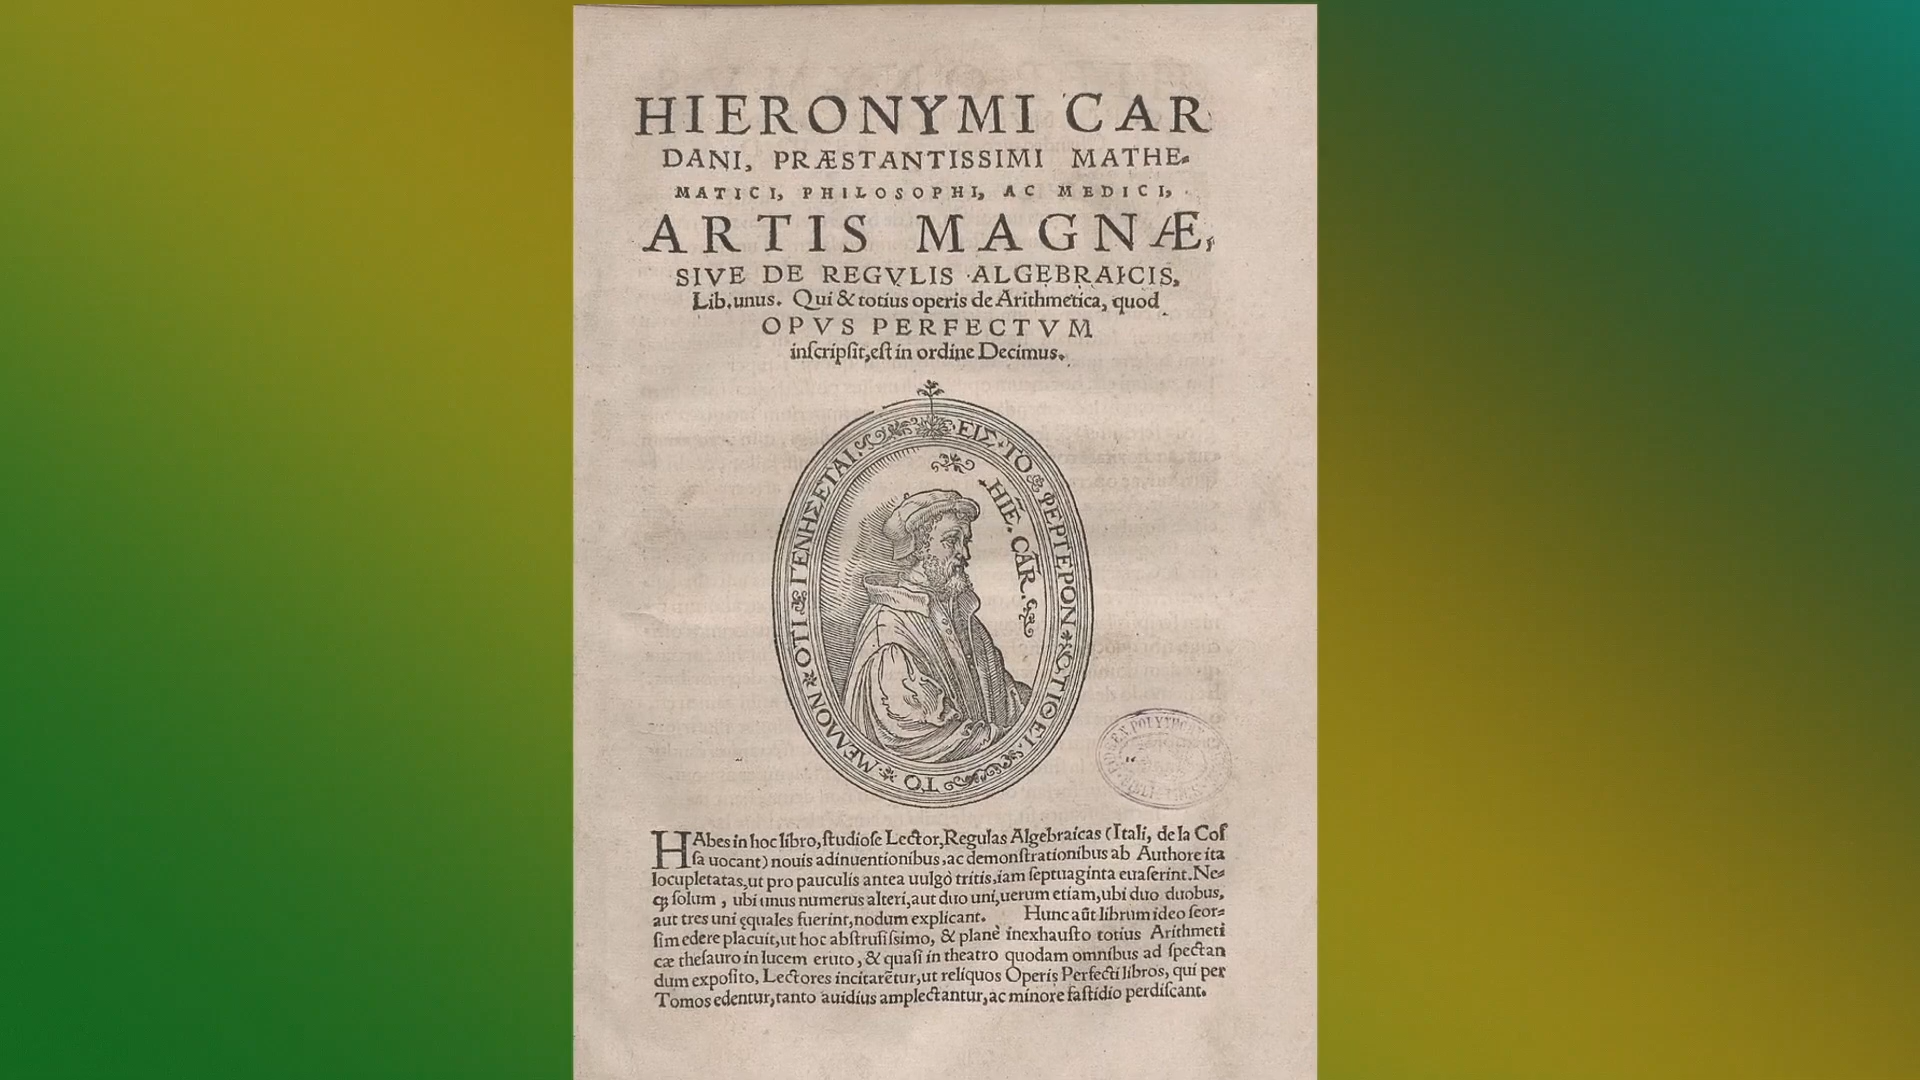 HIERONYMI CAR
DANI, PRÆSTANTISSIMI MATHE-
MATICI, PHILOSOPHI, AC MEDICI,
ARTIS MAGNÆ,
SIVE DE REGVLIS ALGEBRAICIS,
Lib. unus. Qui & totius operis de Arithmetica, quod
OPVS PERFECTVM
inſcripſit, eſt in ordine Decimus.
ΕΙΣ ΤΟ ΦΕΡΤΕΡΟΝ ΤΙΘΕΙ. ΤΟ ΜΕΛΛΟΝ ΟΤΙ ΓΕΝΗΣΕΤΑΙ.
HIE. CAR.
HAbes in hoc libro, ſtudioſe Lector, Regulas Algebraicas (Itali, de la Coſ
ſa uocant) nouis adinuentionibus, ac demonſtrationibus ab Authore ita
locupletatas, ut pro pauculis antea uulgò tritis, iam ſeptuaginta euaſerint. Ne-
qꝫ ſolum, ubi unus numerus alteri, aut duo uni, uerum etiam, ubi duo duobus,
aut tres uni ęquales fuerint, nodum explicant. Hunc aũt librum ideo ſeor-
ſim edere placuit, ut hoc abſtruſiſsimo, & planè inexhauſto totius Arithmeti
cæ theſauro in lucem eruto, & quaſi in theatro quodam omnibus ad ſpectan
dum expoſito, Lectores incitarẽtur, ut reliquos Operis Perfecti libros, qui per
Tomos edentur, tanto auidius amplectantur, ac minore faſtidio perdiſcant.